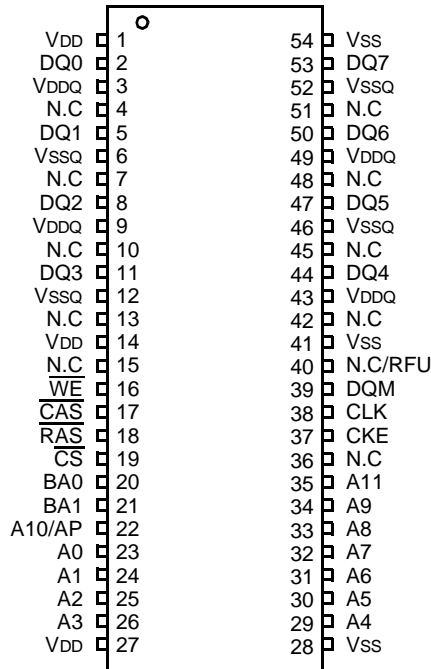 VDD 1 54 VSS
DQ0 2 53 DQ7
VDDQ 3 52 VSSQ
N.C 4 51 N.C
DQ1 5 50 DQ6
VSSQ 6 49 VDDQ
N.C 7 48 N.C
DQ2 8 47 DQ5
VDDQ 9 46 VSSQ
N.C 10 45 N.C
DQ3 11 44 DQ4
VSSQ 12 43 VDDQ
N.C 13 42 N.C
VDD 14 41 VSS
N.C 15 40 N.C/RFU
WE 16 39 DQM
CAS 17 38 CLK
RAS 18 37 CKE
CS 19 36 N.C
BA0 20 35 A11
BA1 21 34 A9
A10/AP 22 33 A8
A0 23 32 A7
A1 24 31 A6
A2 25 30 A5
A3 26 29 A4
VDD 27 28 VSS